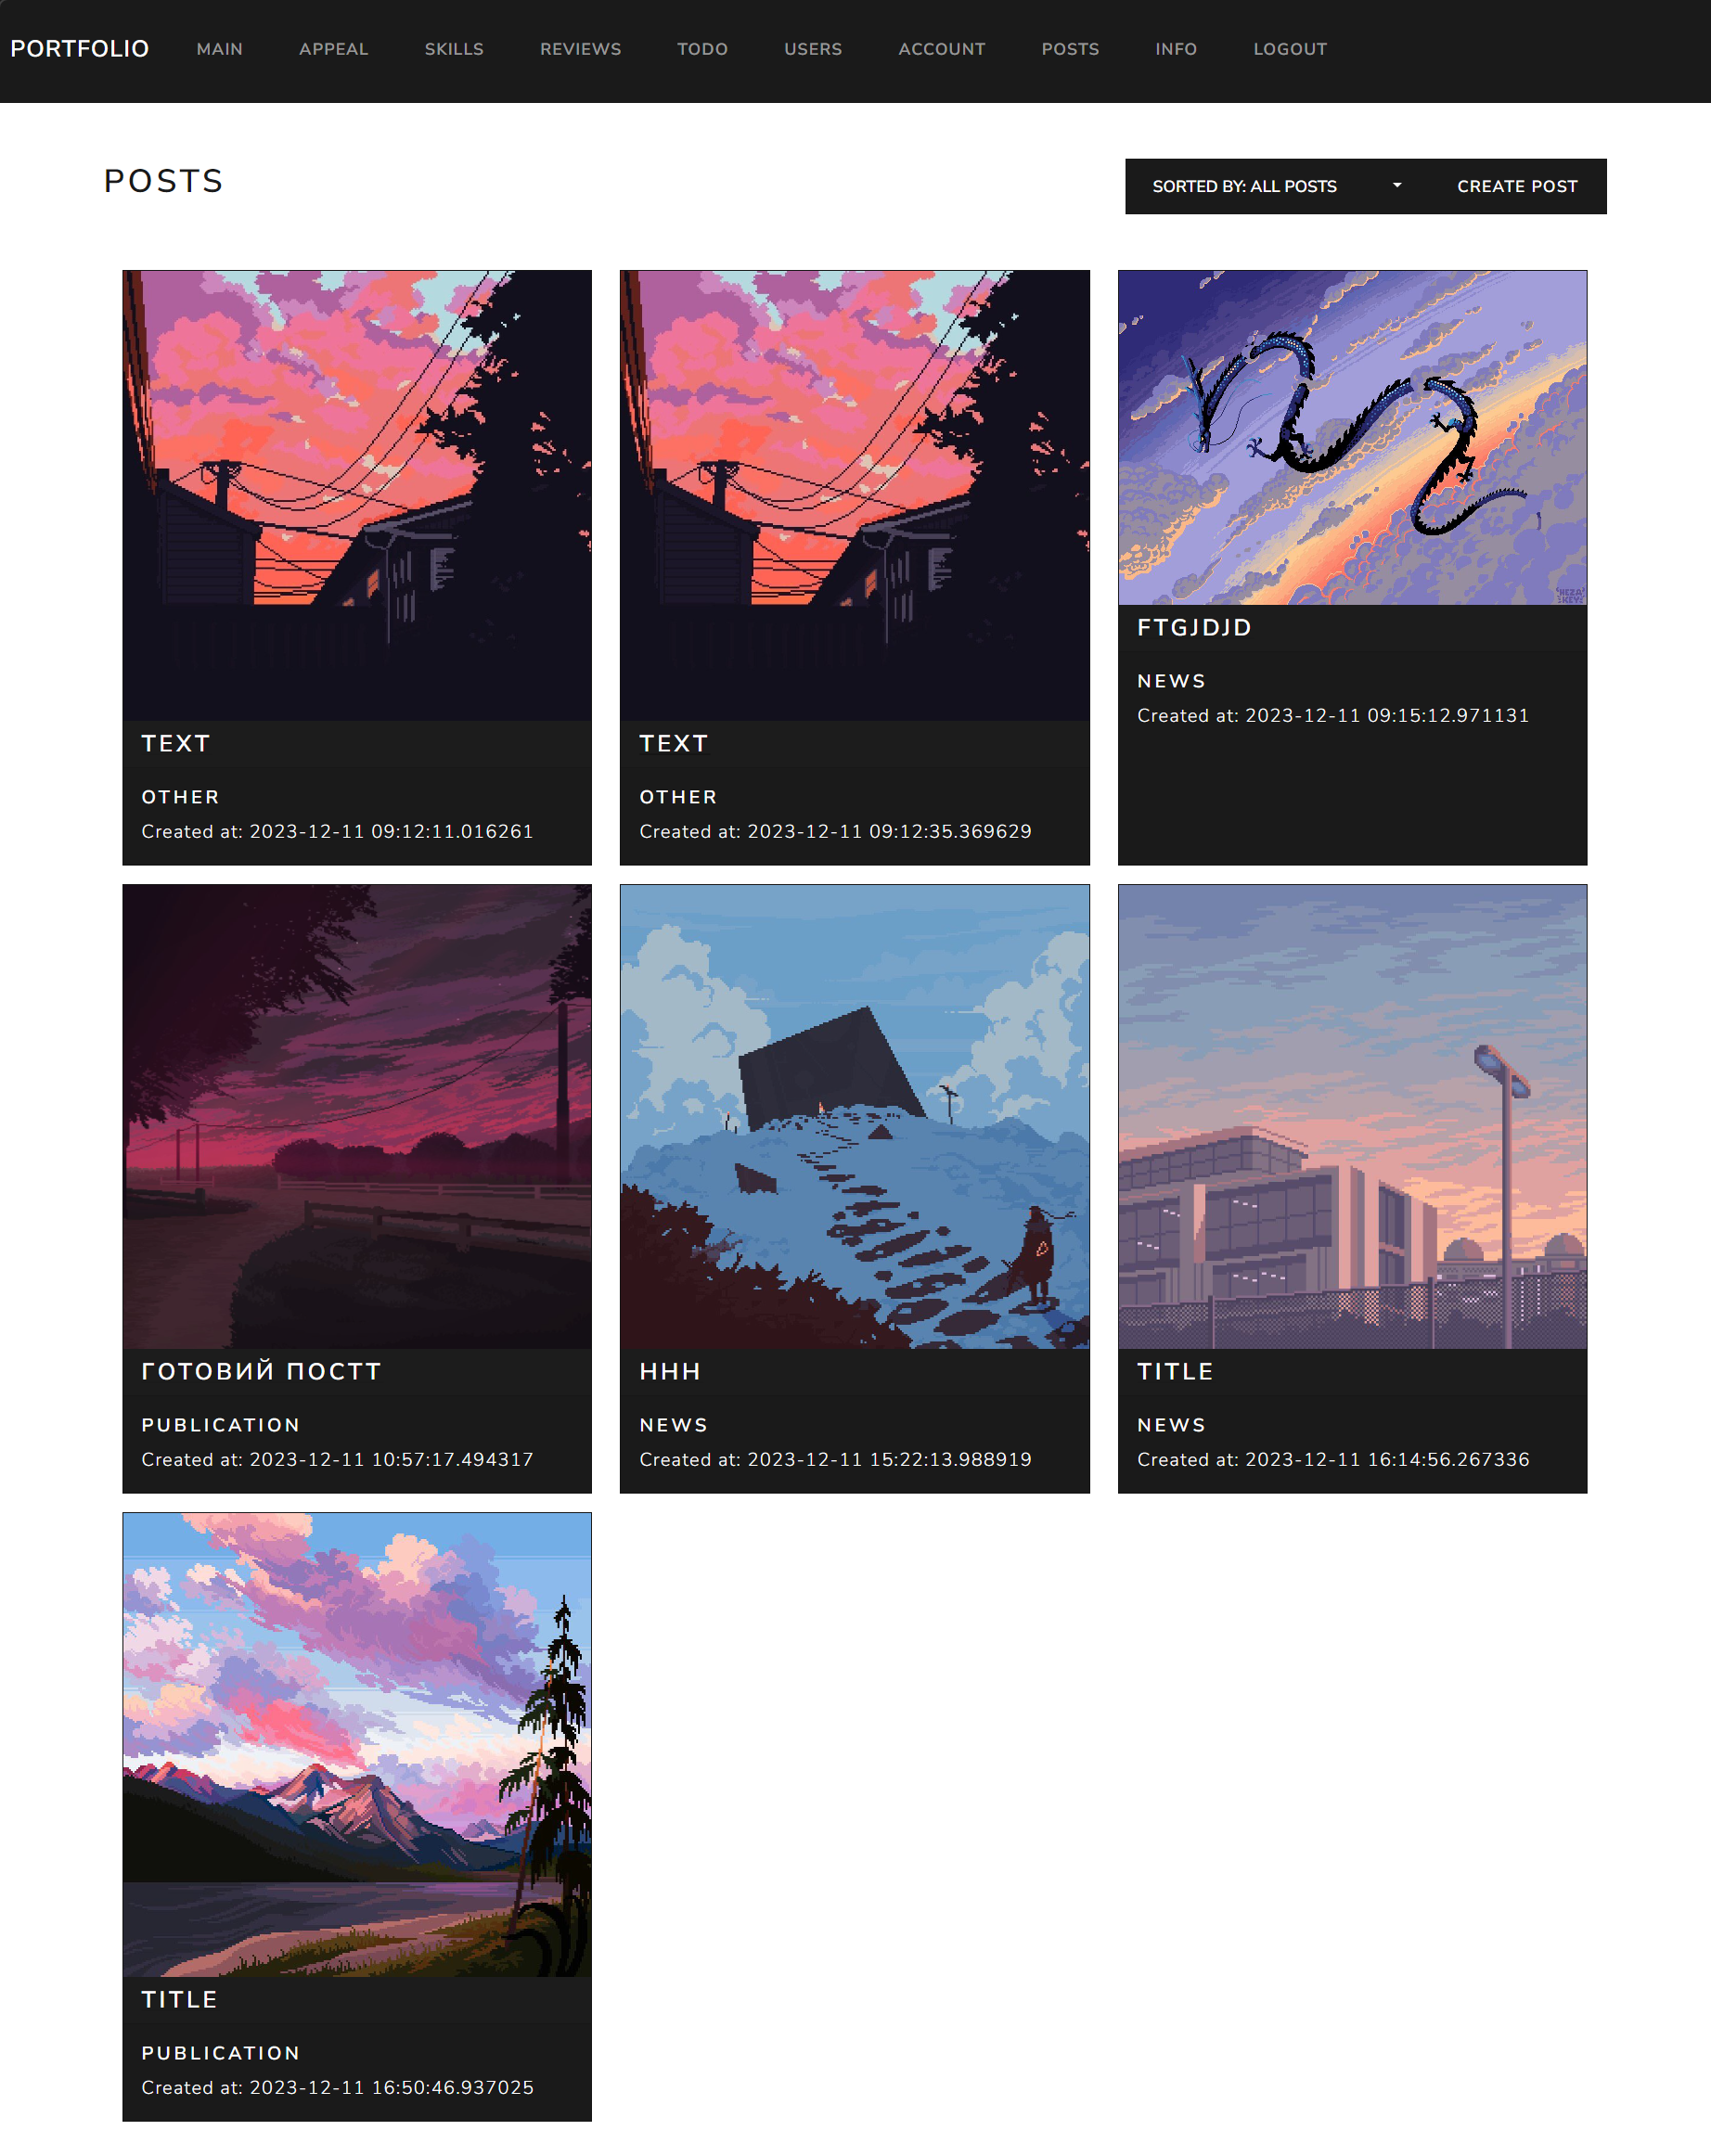 PORTFOLIO MAIN APPEAL SKILLS REVIEWS TODO USERS ACCOUNT POSTS INFO LOGOUT
POSTS
SORTED BY: ALL POSTS CREATE POST
TEXT
OTHER
Created at: 2023-12-11 09:12:11.016261
TEXT
OTHER
Created at: 2023-12-11 09:12:35.369629
HEZA
KEY
FTGJDJD
NEWS
Created at: 2023-12-11 09:15:12.971131
ГОТОВИЙ ПОСТТ
PUBLICATION
Created at: 2023-12-11 10:57:17.494317
HHH
NEWS
Created at: 2023-12-11 15:22:13.988919
TITLE
NEWS
Created at: 2023-12-11 16:14:56.267336
TITLE
PUBLICATION
Created at: 2023-12-11 16:50:46.937025